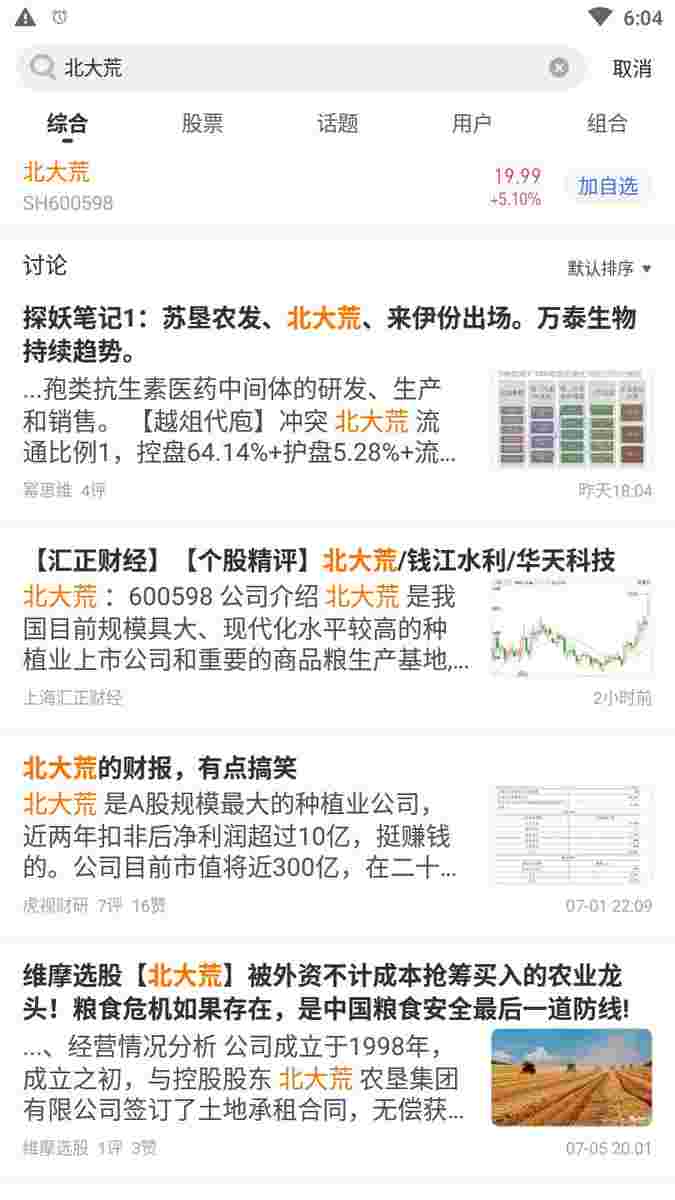 6:04
北大荒
取消
综合
股票
话题
用户
组合
北大荒
19.99
SH600598
+5.10%
加自选
讨论
默认排序
探妖笔记1：苏垦农发、北大荒、来伊份出场。万泰生物
持续趋势。
...孢类抗生素医药中间体的研发、生产
和销售。【越俎代庖】冲突 北大荒 流
通比例1，控盘64.14%+护盘5.28%+流...
幂思维 4评
昨天18:04
【汇正财经】【个股精评】北大荒/钱江水利/华天科技
北大荒 ：600598 公司介绍 北大荒 是我
国目前规模具大、现代化水平较高的种
植业上市公司和重要的商品粮生产基地,...
上海汇正财经
2小时前
北大荒的财报，有点搞笑
北大荒 是A股规模最大的种植业公司，
近两年扣非后净利润超过10亿，挺赚钱
的。公司目前市值将近300亿，在二十...
虎视财研 7评 16赞
07-01 22:09
维摩选股【北大荒】被外资不计成本抢筹买入的农业龙
头！粮食危机如果存在，是中国粮食安全最后一道防线!
...、经营情况分析 公司成立于1998年，
成立之初，与控股股东 北大荒 农垦集团
有限公司签订了土地承租合同，无偿获...
维摩选股 1评 3赞
07-05 20:01